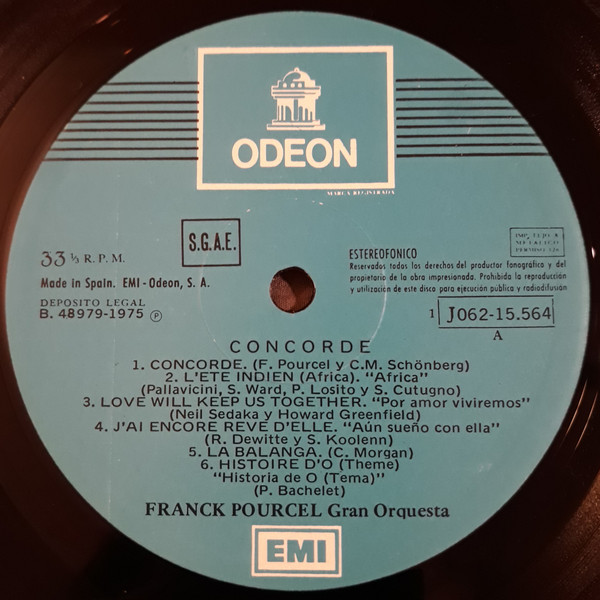 ODEON
MARCA REGISTRADA
S.G.A.E.
33 ⅓ R.P.M.
Made in Spain. EMI-Odeon, S. A.
DEPOSITO LEGAL
B. 48979-1975 Ⓟ
ESTEREOFONICO
Reservados todos los derechos del productor fonográfico y del
propietario de la obra impresionada. Prohibida la reproducción
y utilización de este disco para ejecución pública y radiodifusión
1 J062-15.564
A
CONCORDE
1. CONCORDE. (F. Pourcel y C.M. Schönberg)
2. L'ETE INDIEN (Africa). "Africa"
(Pallavicini, S. Ward, P. Losito y S. Cutugno)
3. LOVE WILL KEEP US TOGETHER. "Por amor viviremos"
(Neil Sedaka y Howard Greenfield)
4. J'AI ENCORE REVE D'ELLE. "Aún sueño con ella"
(R. Dewitte y S. Koolenn)
5. LA BALANGA. (C. Morgan)
6. HISTOIRE D'O (Theme)
"Historia de O (Tema)"
(P. Bachelet)
FRANCK POURCEL Gran Orquesta
EMI